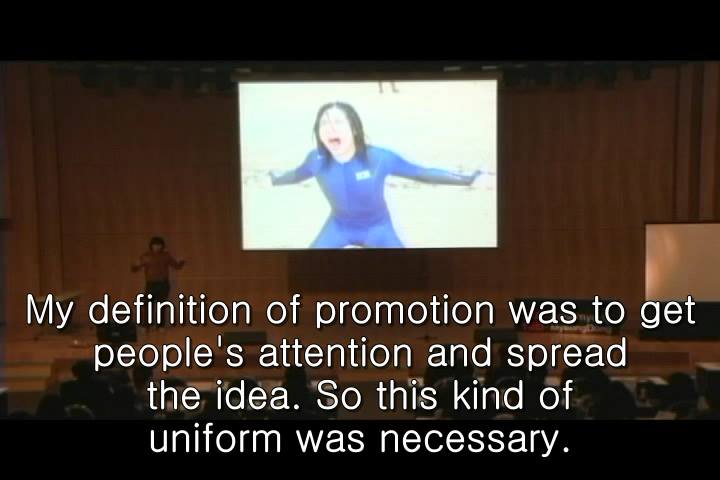 My definition of promotion was to get
people's attention and spread
the idea. So this kind of
uniform was necessary.